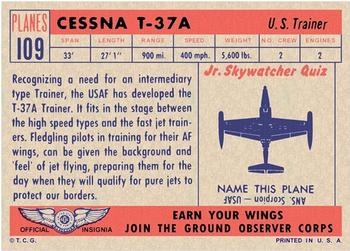 PLANES
109
CESSNA T-37A
U.S. Trainer
SPAN LENGTH RANGE SPEED WEIGHT CREW ENGINES
33' 27' 1" 900 mi. 400 mph. 5,600 lbs. 2 2
Recognizing a need for an intermediary
type Trainer, the USAF has developed the
T-37A Trainer. It fits in the stage between
the high speed types and the fast jet train-
ers. Fledgling pilots in training for their AF
wings, can be given the background and
'feel' of jet flying, preparing them for the
day when they will qualify for pure jets
to protect our skies and borders.
Jr. Skywatcher Quiz
NAME THIS PLANE
ANS. Scorpion - USAF
OFFICIAL INSIGNIA
EARN YOUR WINGS
JOIN THE GROUND OBSERVER CORPS
© T.C.G.
PRINTED IN U.S.A.